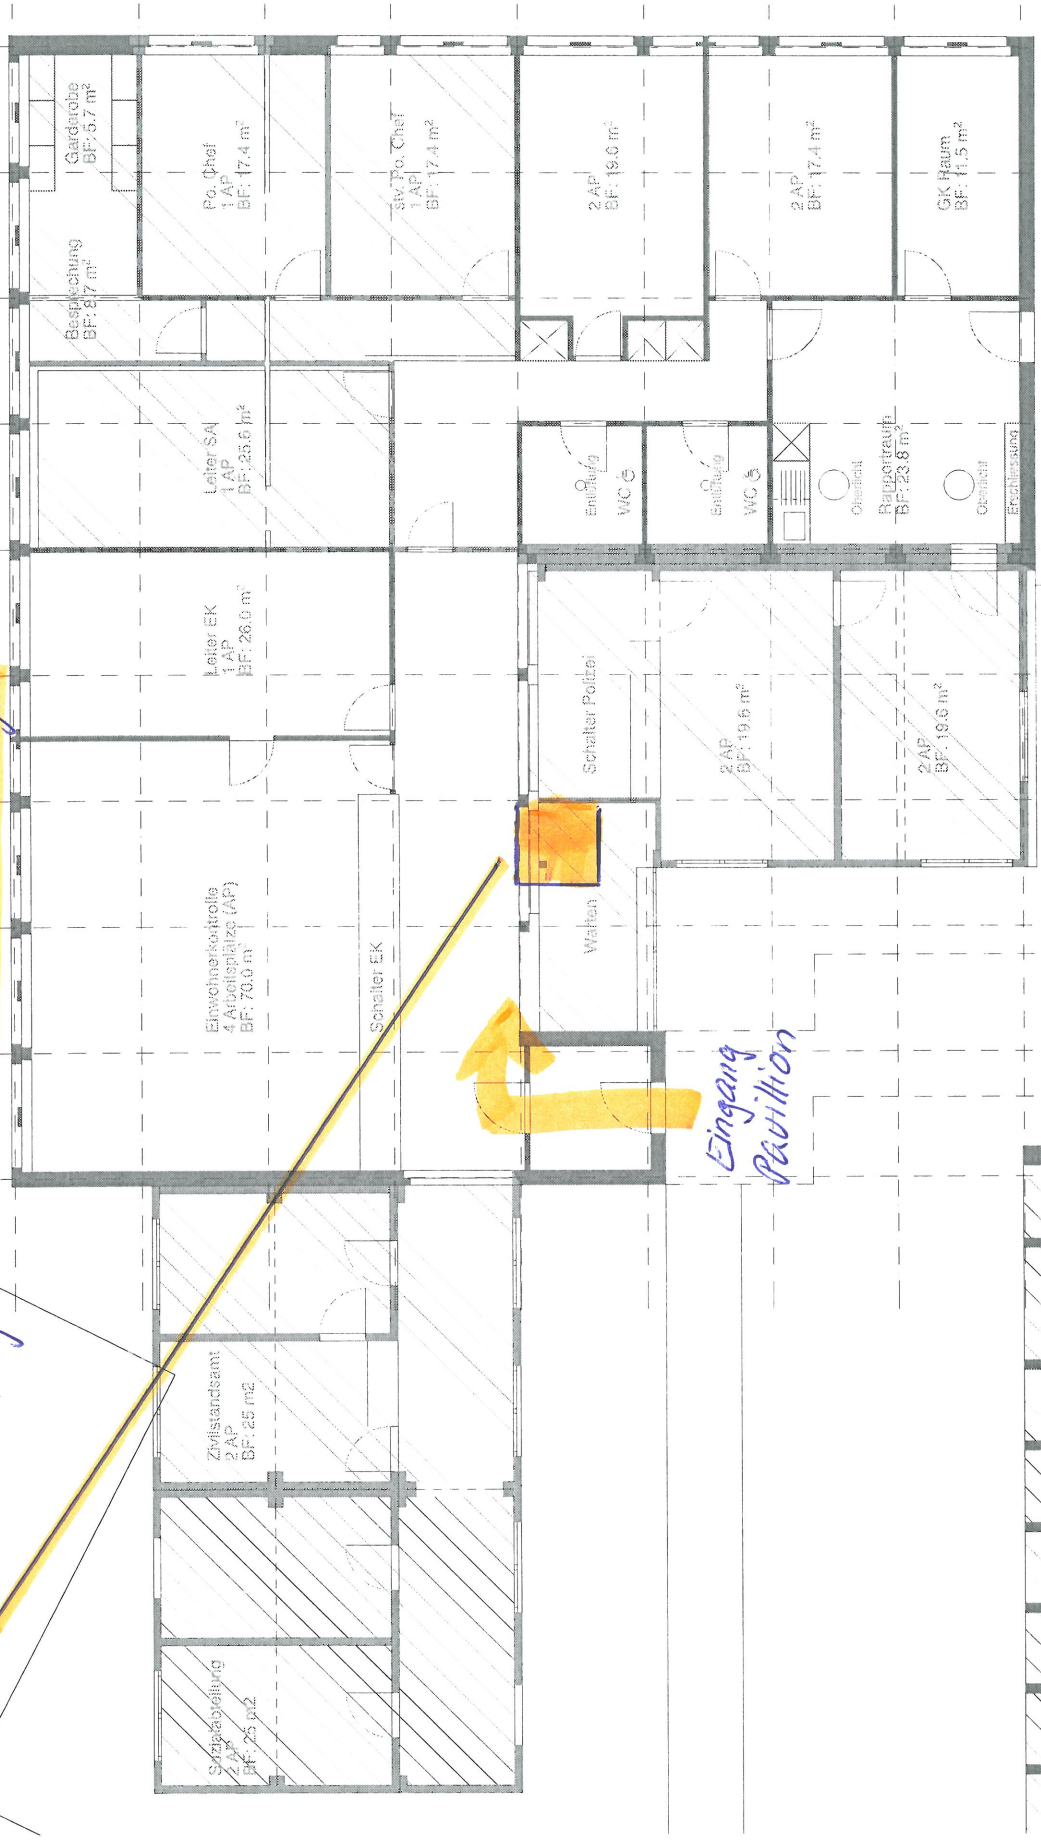 Garderobe
BF: 5.7 m²
Besprechung
BF: 8.7 m²
Po. Chef
1 AP
BF: 17.4 m²
stv. Po. Chef
1 AP
BF: 17.4 m²
2 AP
BF: 19.0 m²
2 AP
BF: 17.4 m²
GK Raum
BF: 11.5 m²
Leiter SA
1 AP
BF: 25.6 m²
Entlüftung
WC
Entlüftung
WC
Oberlicht
Rapportraum
BF: 23.8 m²
Oberlicht
Erschliessung
Leiter EK
1 AP
BF: 26.0 m²
Schalter Polizei
2 AP
BF: 19.6 m²
2 AP
BF: 19.6 m²
Einwohnerkontrolle
4 Arbeitsplätze (AP)
BF: 70.0 m²
Schalter EK
Warten
Eingang
Pavillion
Zivilstandsamt
2 AP
BF: 25 m2
Sozialabteilung
2 AP
BF: 25 m2